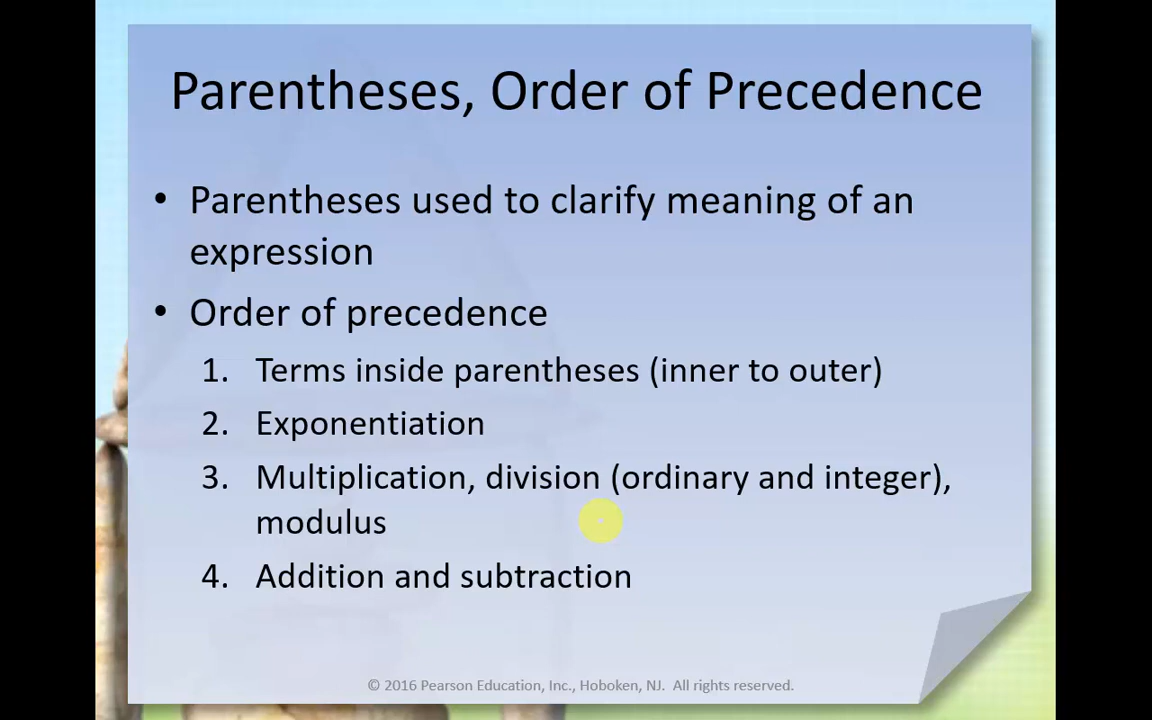 Parentheses, Order of Precedence
• Parentheses used to clarify meaning of an
expression
• Order of precedence
1. Terms inside parentheses (inner to outer)
2. Exponentiation
3. Multiplication, division (ordinary and integer),
modulus
4. Addition and subtraction
© 2016 Pearson Education, Inc., Hoboken, NJ. All rights reserved.